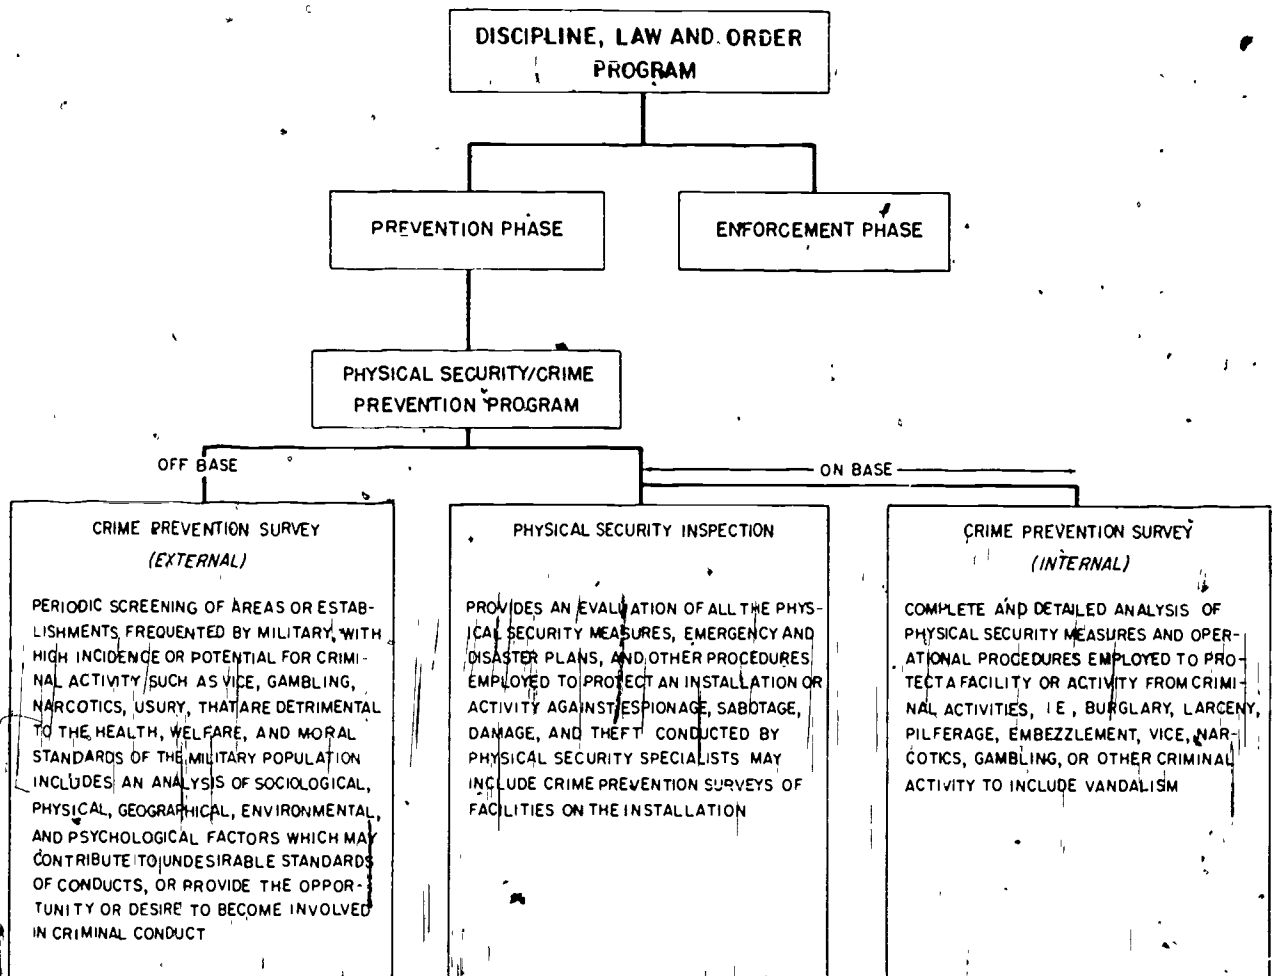 DISCIPLINE, LAW AND ORDER
PROGRAM
PREVENTION PHASE
ENFORCEMENT PHASE
PHYSICAL SECURITY/CRIME
PREVENTION PROGRAM
OFF BASE
ON BASE
CRIME PREVENTION SURVEY
(EXTERNAL)
PERIODIC SCREENING OF AREAS OR ESTAB-
LISHMENTS FREQUENTED BY MILITARY, WITH
HIGH INCIDENCE OR POTENTIAL FOR CRIMI-
NAL ACTIVITY SUCH AS VICE, GAMBLING,
NARCOTICS, USURY, THAT ARE DETRIMENTAL
TO THE HEALTH, WELFARE, AND MORAL
STANDARDS OF THE MILITARY POPULATION
INCLUDES AN ANALYSIS OF SOCIOLOGICAL,
PHYSICAL, GEOGRAPHICAL, ENVIRONMENTAL,
AND PSYCHOLOGICAL FACTORS WHICH MAY
CONTRIBUTE TO UNDESIRABLE STANDARDS
OF CONDUCTS, OR PROVIDE THE OPPOR-
TUNITY OR DESIRE TO BECOME INVOLVED
IN CRIMINAL CONDUCT
PHYSICAL SECURITY INSPECTION
PROVIDES AN EVALUATION OF ALL THE PHYS-
ICAL SECURITY MEASURES, EMERGENCY AND
DISASTER PLANS, AND OTHER PROCEDURES
EMPLOYED TO PROTECT AN INSTALLATION OR
ACTIVITY AGAINST ESPIONAGE, SABOTAGE,
DAMAGE, AND THEFT CONDUCTED BY
PHYSICAL SECURITY SPECIALISTS MAY
INCLUDE CRIME PREVENTION SURVEYS OF
FACILITIES ON THE INSTALLATION
CRIME PREVENTION SURVEY
(INTERNAL)
COMPLETE AND DETAILED ANALYSIS OF
PHYSICAL SECURITY MEASURES AND OPER-
ATIONAL PROCEDURES EMPLOYED TO PRO-
TECT A FACILITY OR ACTIVITY FROM CRIMI-
NAL ACTIVITIES, I E, BURGLARY, LARCENY,
PILFERAGE, EMBEZZLEMENT, VICE, NAR-
COTICS, GAMBLING, OR OTHER CRIMINAL
ACTIVITY TO INCLUDE VANDALISM